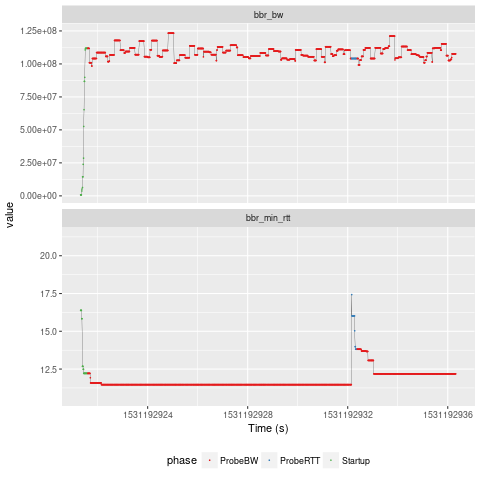 bbr_bw
1.25e+08
1.00e+08
7.50e+07
5.00e+07
2.50e+07
0.00e+00
value
bbr_min_rtt
20.0
17.5
15.0
12.5
1531192924 1531192928 1531192932 1531192936
Time (s)
phase ProbeBW ProbeRTT Startup